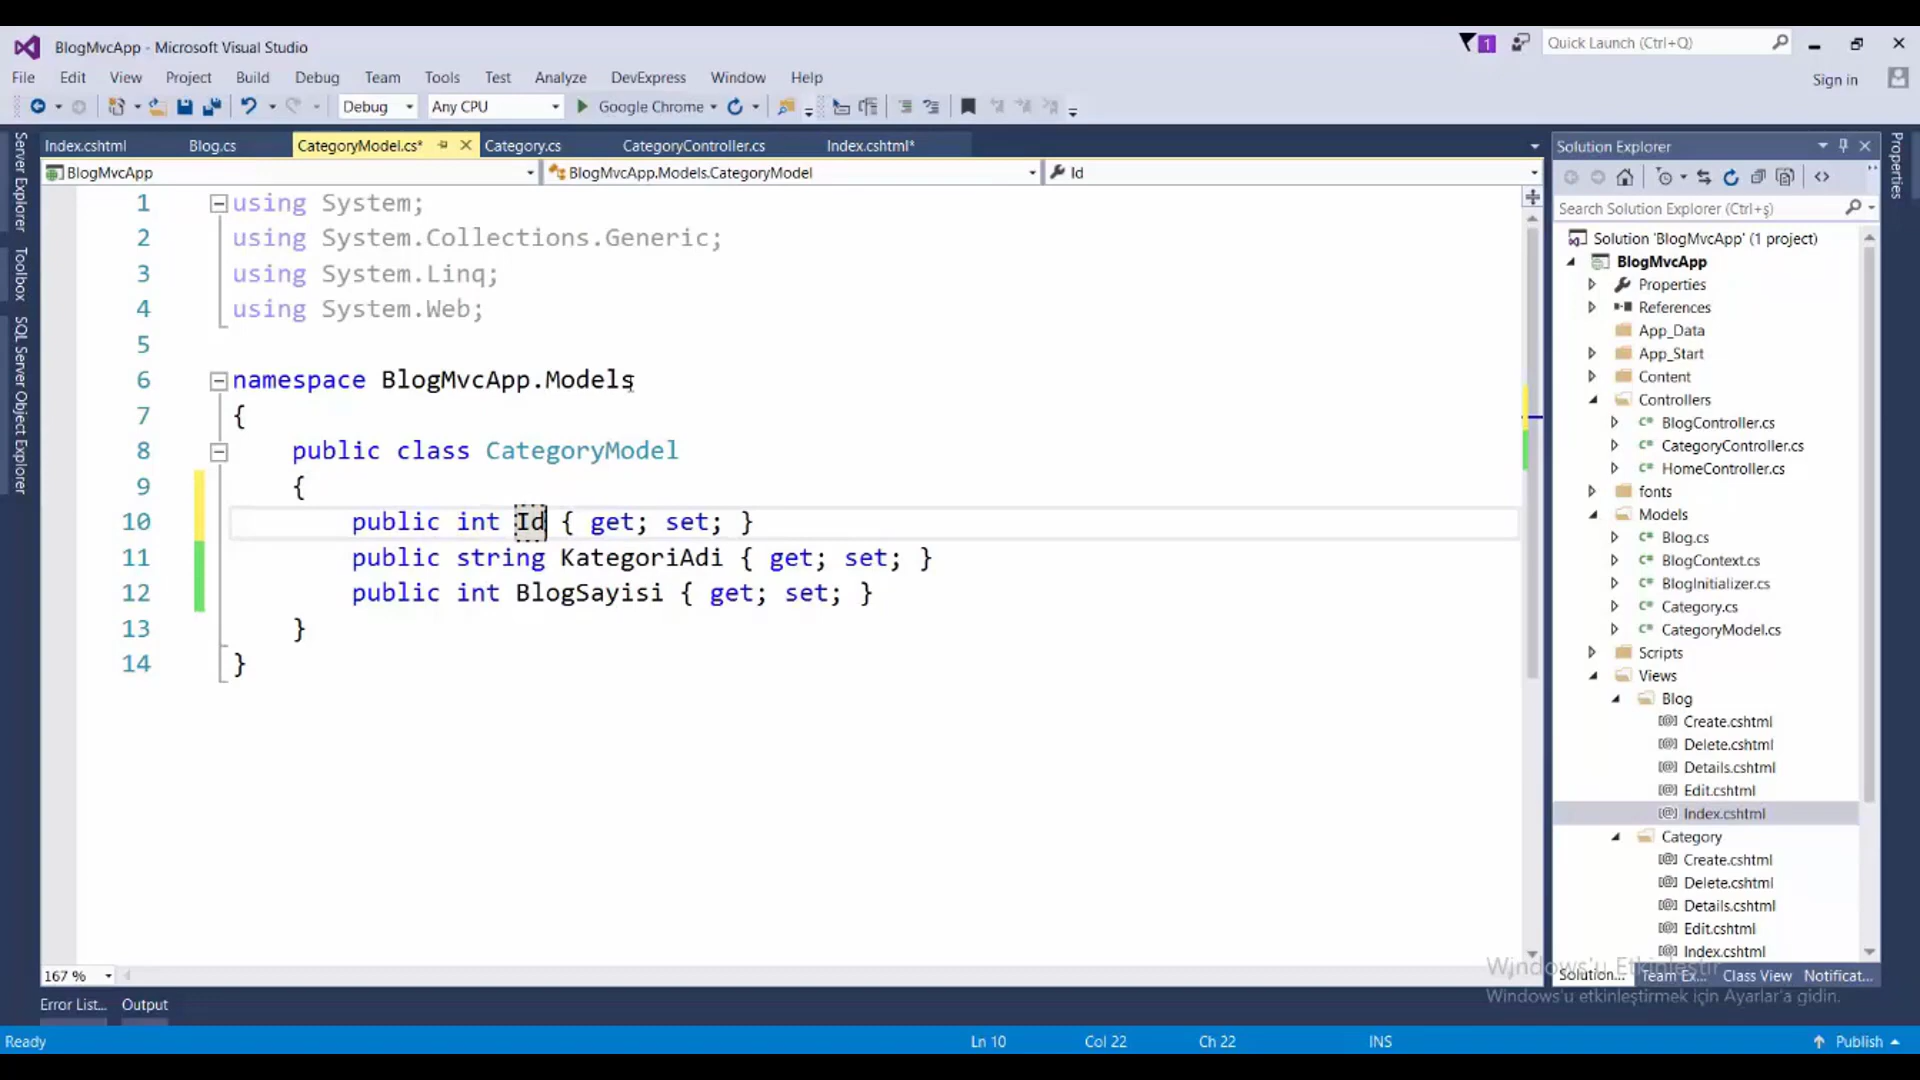 BlogMvcApp - Microsoft Visual Studio
1
Quick Launch (Ctrl+Q)
File Edit View Project Build Debug Team Tools Test Analyze DevExpress Window Help
Sign in
Debug Any CPU Google Chrome
Index.cshtml Blog.cs CategoryModel.cs* Category.cs CategoryController.cs Index.cshtml*
BlogMvcApp BlogMvcApp.Models.CategoryModel Id
Server Explorer
Toolbox
SQL Server Object Explorer
1 using System;
2 using System.Collections.Generic;
3 using System.Linq;
4 using System.Web;
5
6 namespace BlogMvcApp.Models
7 {
8 public class CategoryModel
9 {
10 public int Id { get; set; }
11 public string KategoriAdi { get; set; }
12 public int BlogSayisi { get; set; }
13 }
14 }
167 %
Solution Explorer
Search Solution Explorer (Ctrl+ş)
Solution 'BlogMvcApp' (1 project)
BlogMvcApp
Properties
References
App_Data
App_Start
Content
Controllers
C# BlogController.cs
C# CategoryController.cs
C# HomeController.cs
fonts
Models
C# Blog.cs
C# BlogContext.cs
C# BlogInitializer.cs
C# Category.cs
C# CategoryModel.cs
Scripts
Views
Blog
[@] Create.cshtml
[@] Delete.cshtml
[@] Details.cshtml
[@] Edit.cshtml
[@] Index.cshtml
Category
[@] Create.cshtml
[@] Delete.cshtml
[@] Details.cshtml
[@] Edit.cshtml
[@] Index.cshtml
Solution... Team Ex... Class View Notificat...
Properties
Windows'u Etkinleştir
Windows'u etkinleştirmek için Ayarlar'a gidin.
Error List... Output
Ready Ln 10 Col 22 Ch 22 INS Publish